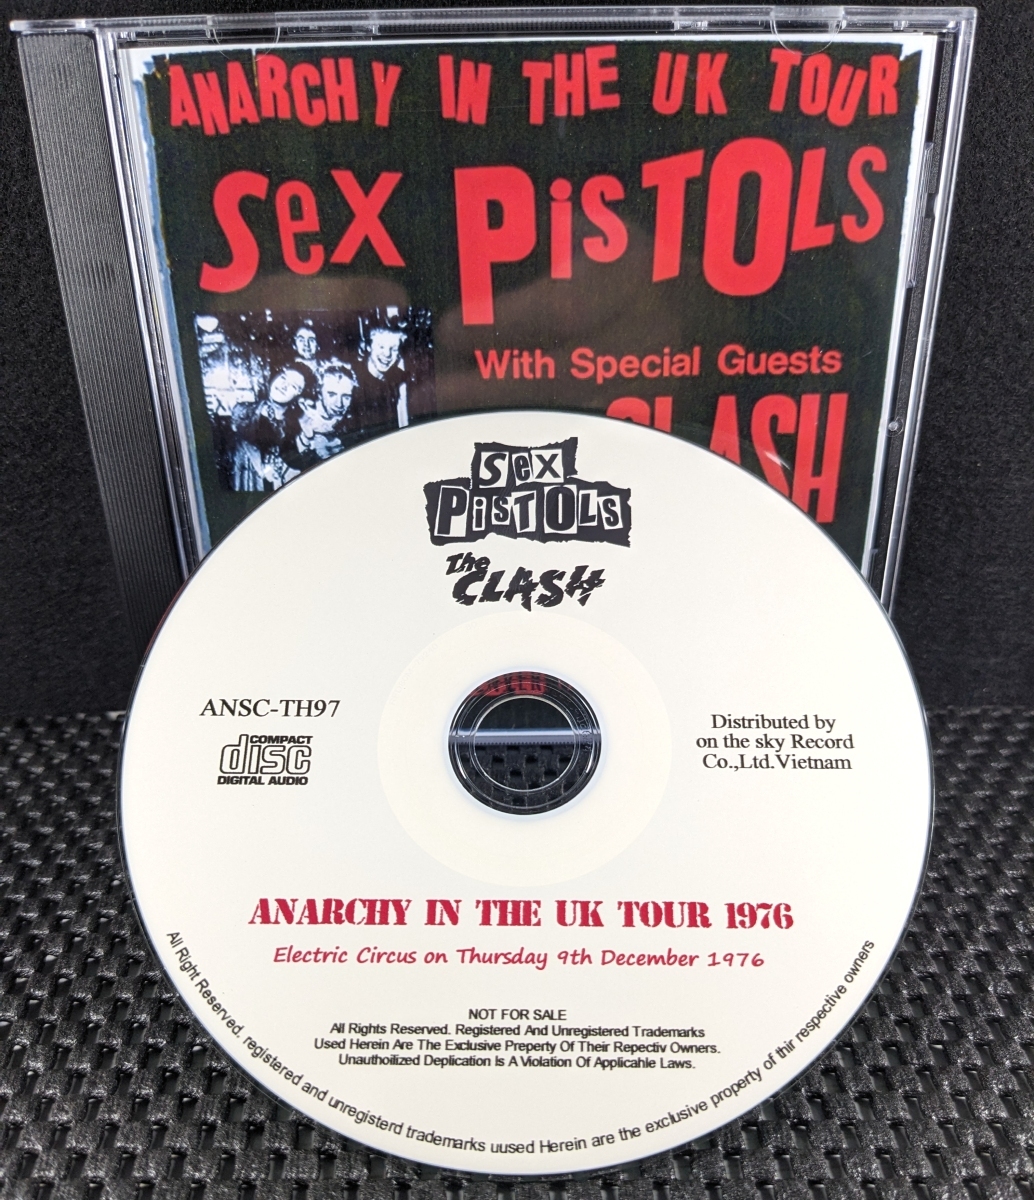 ANARCHY IN THE UK TOUR
Sex PiSTOLS
With Special Guests
CLASH
Sex
PiSTOLS
The
CLASH
ANSC-TH97
COMPACT
disc
DIGITAL AUDIO
Distributed by
on the sky Record
Co.,Ltd.Vietnam
ANARCHY IN THE UK TOUR 1976
Electric Circus on Thursday 9th December 1976
NOT FOR SALE
All Rights Reserved. Registered And Unregistered Trademarks
Used Herein Are The Exclusive Preperty Of Their Repectiv Owners.
Unauthoilized Deplication Is A Violation Of Applicahle Laws.
All Right Reserved. registered and unregisterd trademarks uused Herein are the exclusive property of thir respective owners